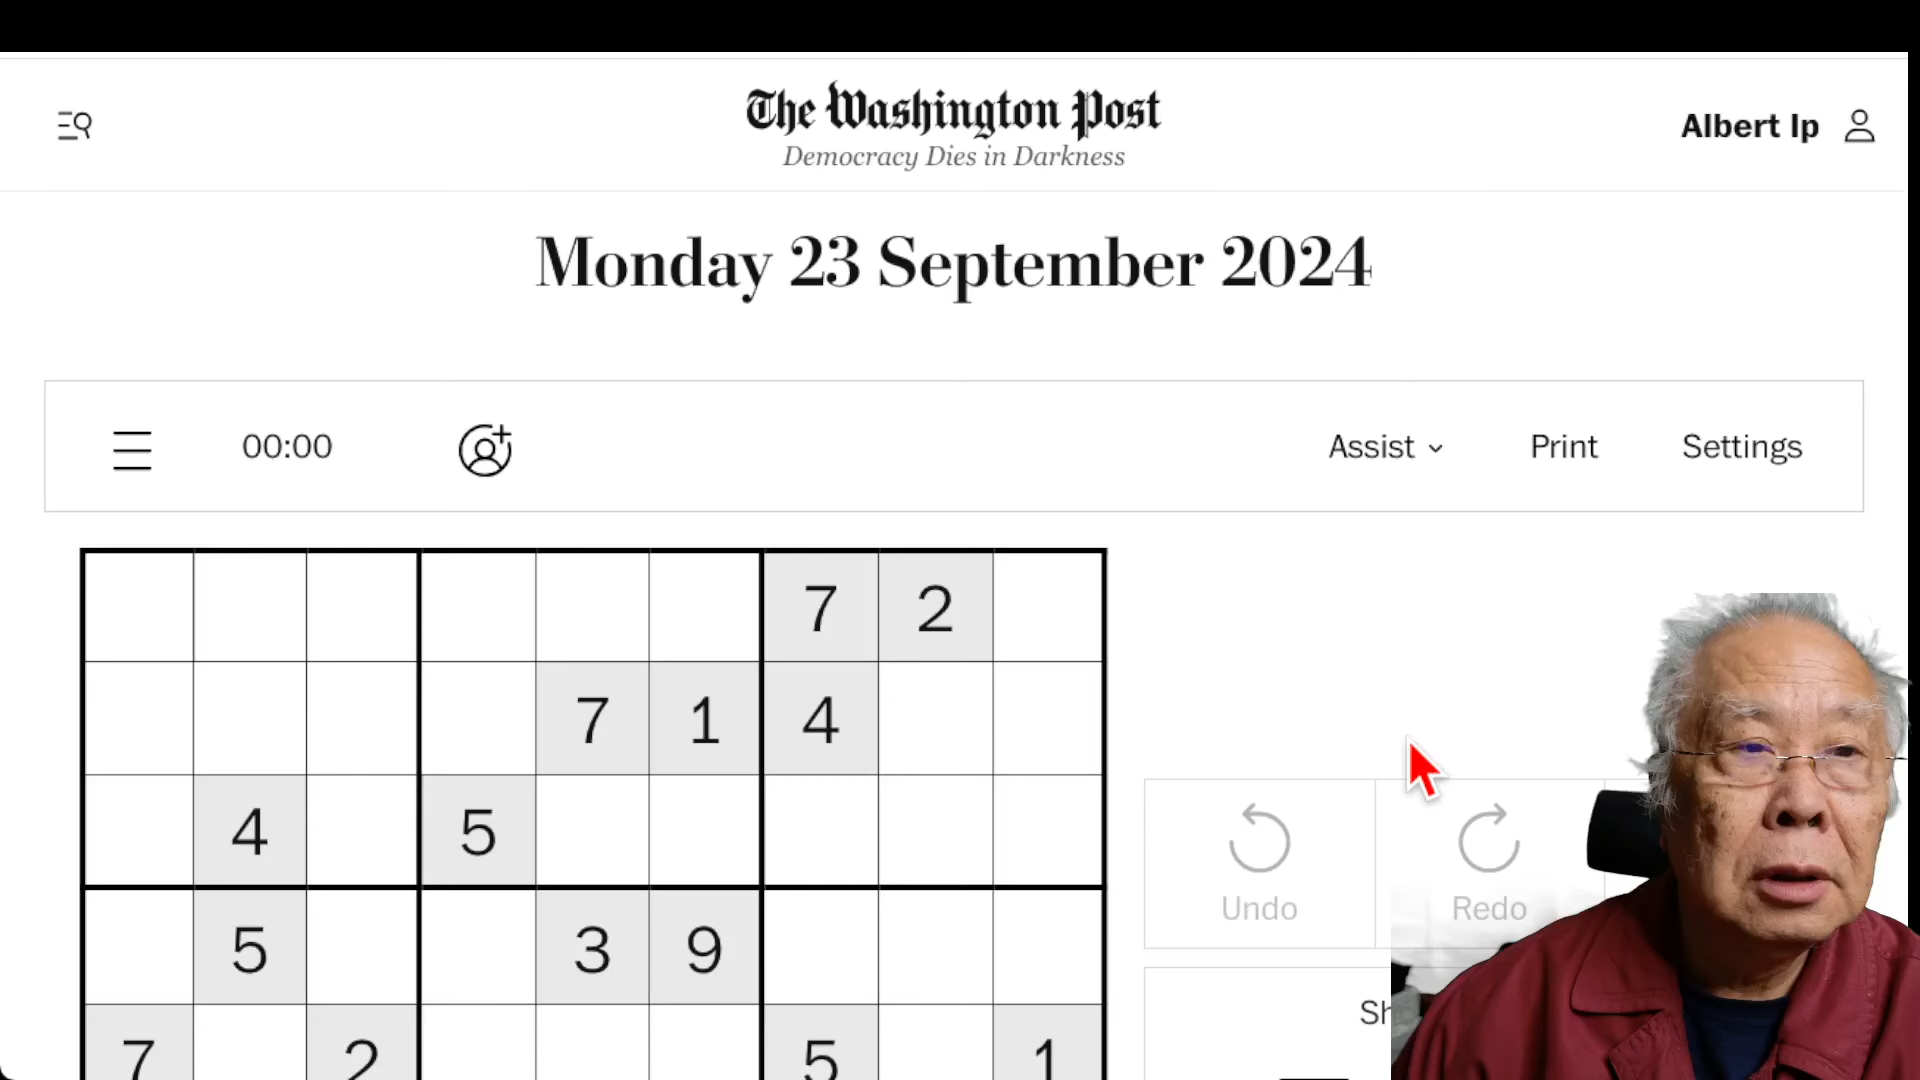 The Washington Post
Democracy Dies in Darkness
Albert Ip
Monday 23 September 2024
00:00
Assist
Print
Settings
7 2
7 1 4
4 5
5 3 9
7 2 5 1
Undo
Redo